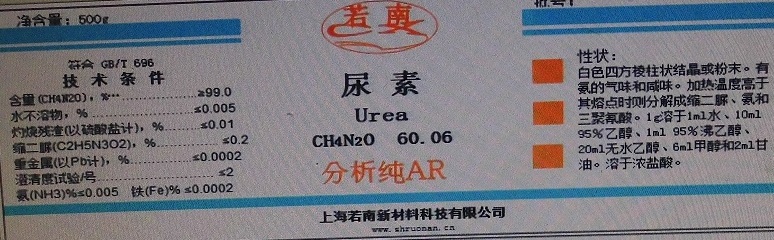 净含量：500g
符合 GB/T 696
技术条件
含量(CH4N2O)，%··· ≥99.0
水不溶物，% ≤0.005
灼烧残渣(以硫酸盐计)，% ≤0.01
缩二脲(C2H5N3O2)，% ≤0.2
重金属(以Pb计)，% ≤0.0002
澄清度试验/号 ≤2
氨(NH3)%≤0.005 铁(Fe)% ≤0.0002
若南
尿素
Urea
CH4N2O 60.06
分析纯AR
性状：
白色四方棱柱状结晶或粉末。有
氨的气味和咸味。加热温度高于
其熔点时则分解成缩二脲、氨和
三聚氰酸。1g溶于1ml水、10ml
95%乙醇、1ml 95%沸乙醇、
20ml无水乙醇、6ml甲醇和2ml甘
油。溶于浓盐酸。
上海若南新材料科技有限公司
www.shruonan.cn